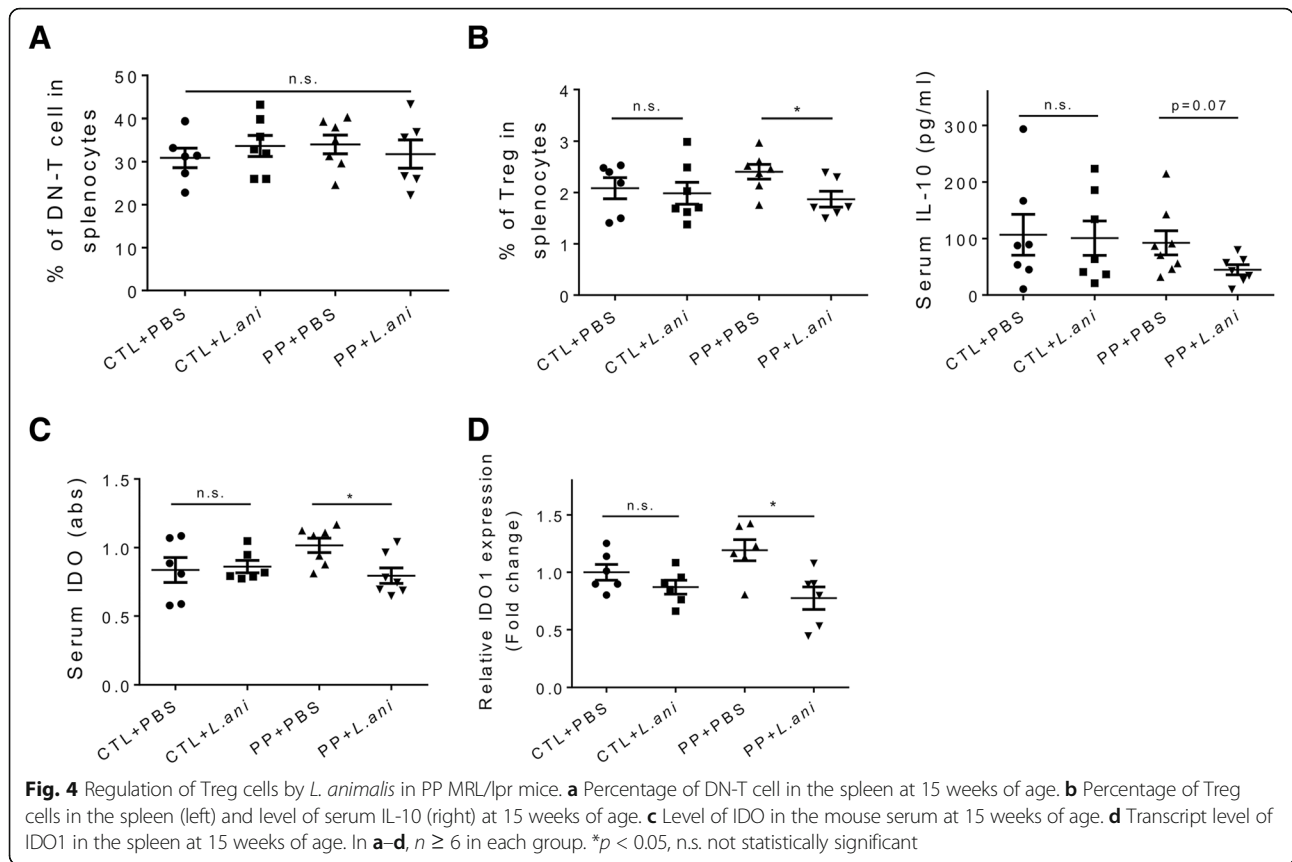 A
% of DN-T cell in
splenocytes
50
40
30
20
10
0
n.s.
CTL+PBS
CTL+L.ani
PP+PBS
PP+L.ani
B
% of Treg in
splenocytes
4
3
2
1
0
n.s.
*
CTL+PBS
CTL+L.ani
PP+PBS
PP+L.ani
Serum IL-10 (pg/ml)
300
200
100
0
n.s.
p=0.07
CTL+PBS
CTL+L.ani
PP+PBS
PP+L.ani
C
Serum IDO (abs)
1.5
1.0
0.5
0.0
n.s.
*
CTL+PBS
CTL+L.ani
PP+PBS
PP+L.ani
D
Relative IDO1 expression
(Fold change)
1.5
1.0
0.5
0.0
n.s.
*
CTL+PBS
CTL+L.ani
PP+PBS
PP+L.ani
Fig. 4 Regulation of Treg cells by L. animalis in PP MRL/lpr mice. a Percentage of DN-T cell in the spleen at 15 weeks of age. b Percentage of Treg
cells in the spleen (left) and level of serum IL-10 (right) at 15 weeks of age. c Level of IDO in the mouse serum at 15 weeks of age. d Transcript level of
IDO1 in the spleen at 15 weeks of age. In a–d, n ≥ 6 in each group. *p < 0.05, n.s. not statistically significant